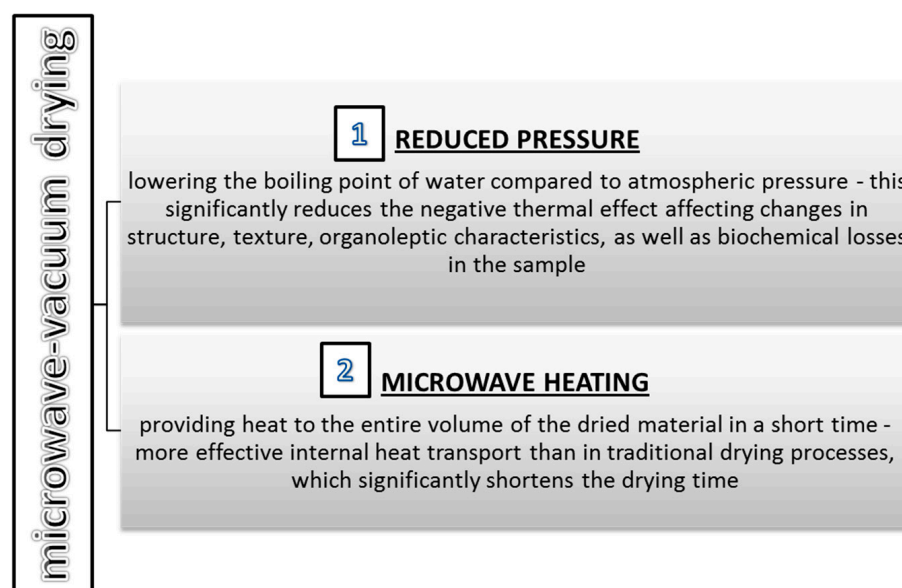 microwave-vacuum drying
1 REDUCED PRESSURE
lowering the boiling point of water compared to atmospheric pressure - this
significantly reduces the negative thermal effect affecting changes in
structure, texture, organoleptic characteristics, as well as biochemical losses
in the sample
2 MICROWAVE HEATING
providing heat to the entire volume of the dried material in a short time -
more effective internal heat transport than in traditional drying processes,
which significantly shortens the drying time